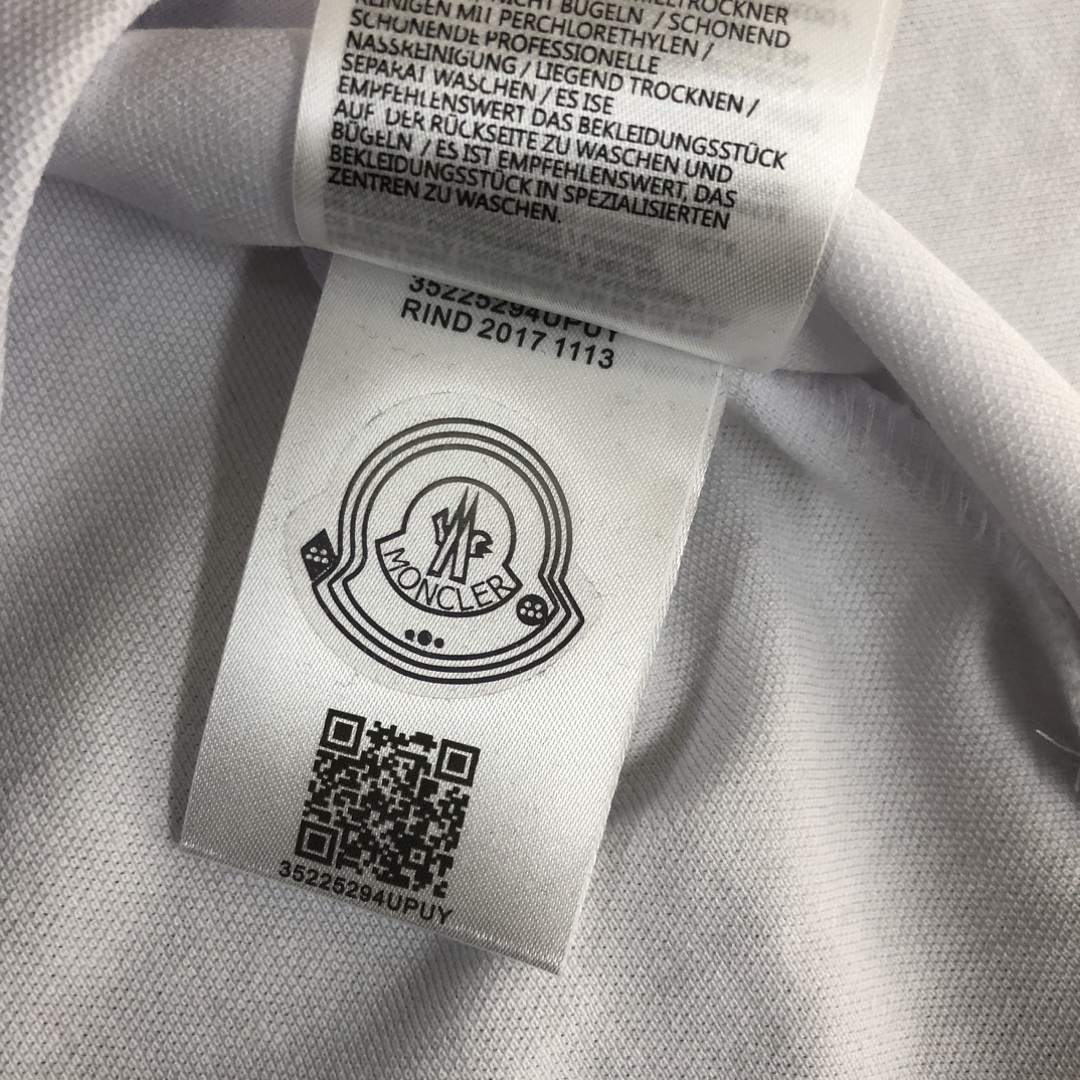 NICHT BÜGELN / SCHONEND
REINIGEN MIT PERCHLORETHYLEN /
SCHONENDE PROFESSIONELLE
NASSREINIGUNG / LIEGEND TROCKNEN /
SEPARAT WASCHEN / ES ISE
EMPFEHLENSWERT DAS BEKLEIDUNGSSTÜCK
AUF DER RÜCKSEITE ZU WASCHEN UND
BÜGELN / ES IST EMPFEHLENSWERT, DAS
BEKLEIDUNGSSTÜCK IN SPEZIALISIERTEN
ZENTREN ZU WASCHEN.
35225294UPUY
RIND 2017 1113
MONCLER
35225294UPUY